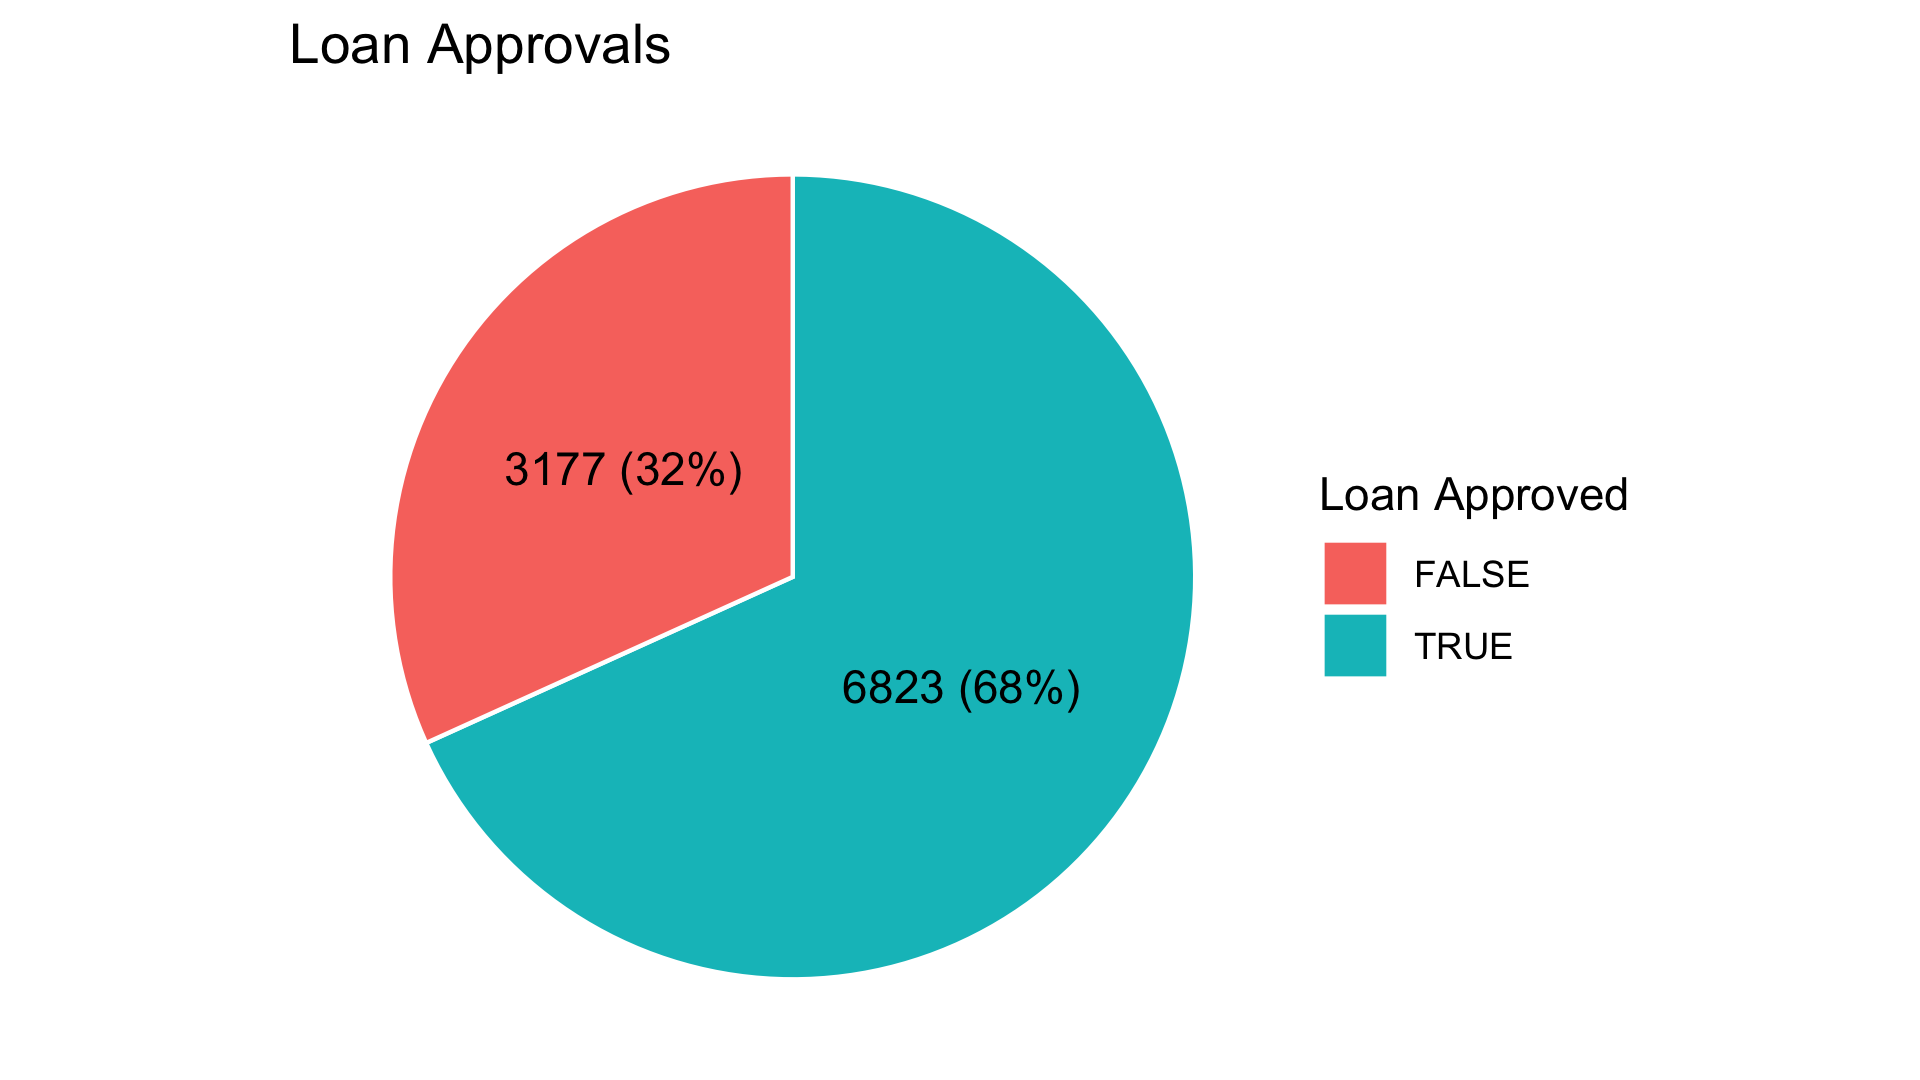 Loan Approvals
3177 (32%)
6823 (68%)
Loan Approved
FALSE
TRUE